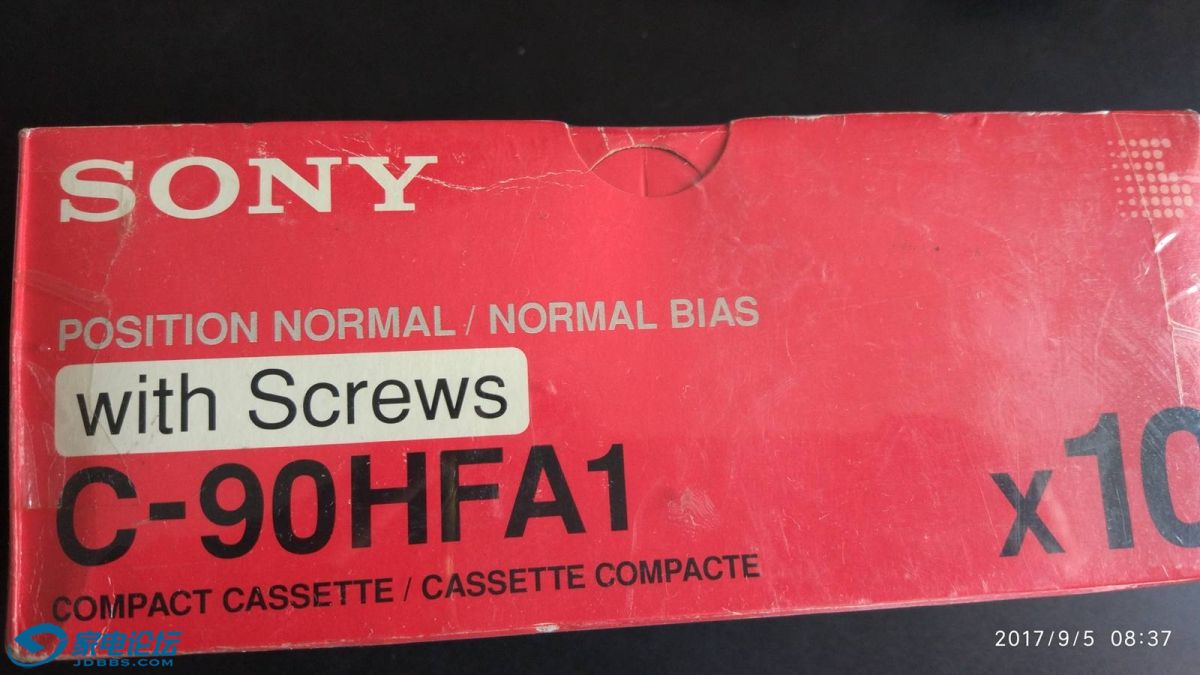 SONY
POSITION NORMAL / NORMAL BIAS
with Screws
C-90HFA1
x10
COMPACT CASSETTE / CASSETTE COMPACTE
家电论坛
JDBBS.COM
2017/9/5 08:37